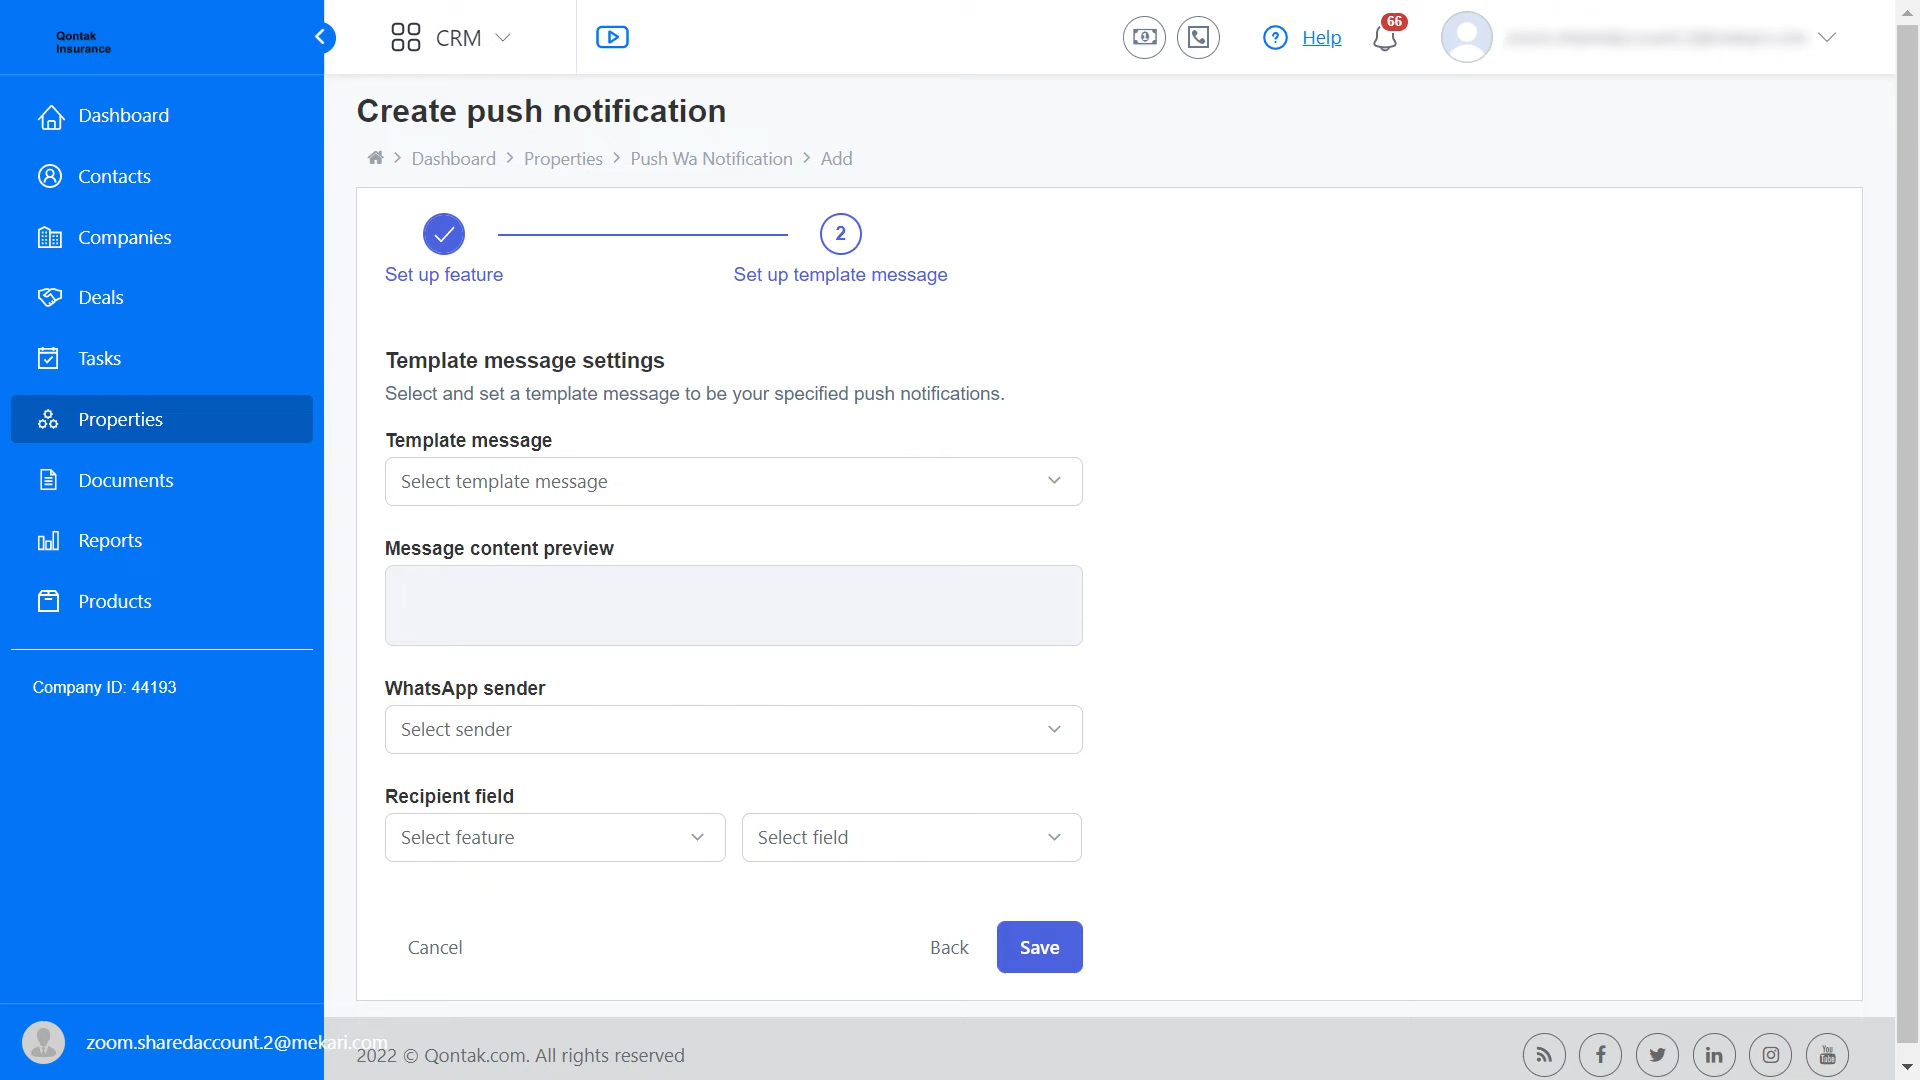 Qontak
Insurance
CRM
Help
66
Dashboard
Contacts
Companies
Deals
Tasks
Properties
Documents
Reports
Products
Company ID: 44193
zoom.sharedaccount.2@mekari.com
Create push notification
Dashboard > Properties > Push Wa Notification > Add
2
Set up feature
Set up template message
Template message settings
Select and set a template message to be your specified push notifications.
Template message
Select template message
Message content preview
WhatsApp sender
Select sender
Recipient field
Select feature
Select field
Cancel
Back
Save
2022 © Qontak.com. All rights reserved
You
Tube